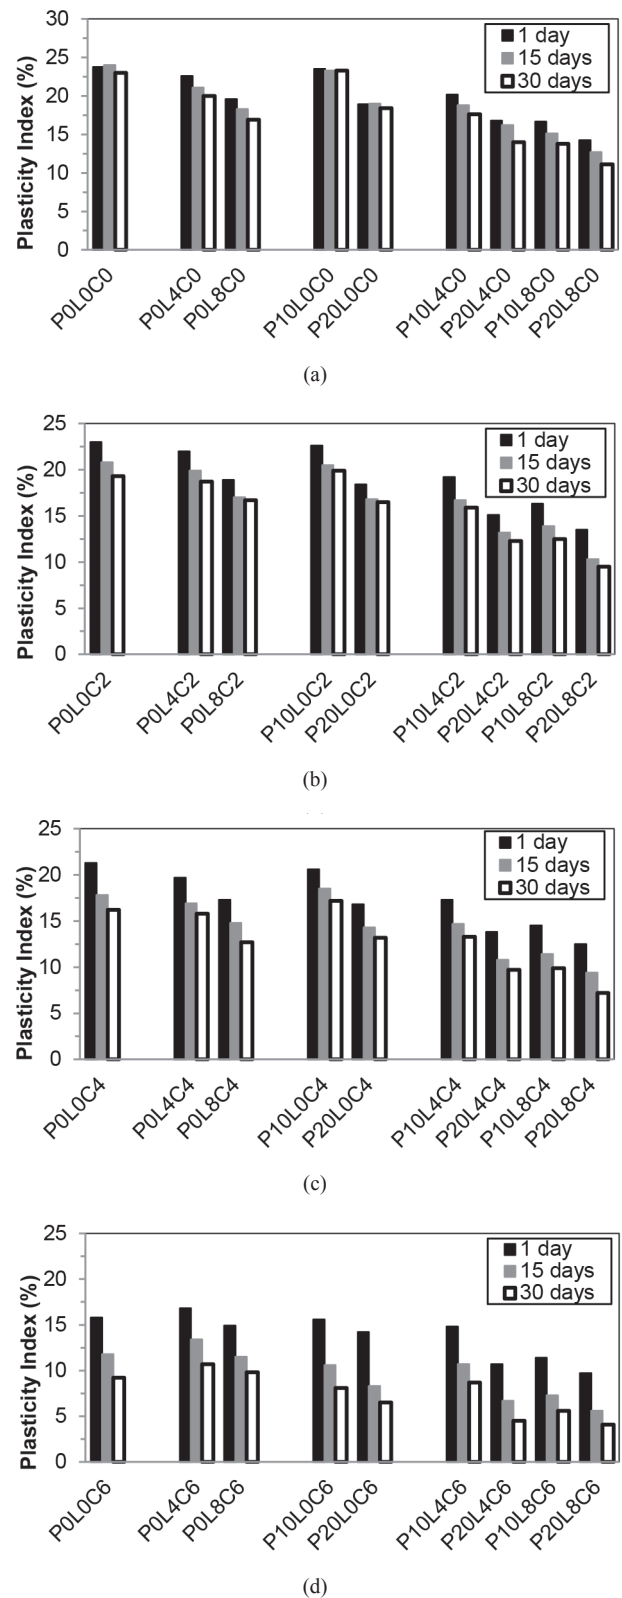 30
25
20
15
10
5
0
Plasticity Index (%)
1 day
15 days
30 days
P0L0C0
P0L4C0
P0L8C0
P10L0C0
P20L0C0
P10L4C0
P20L4C0
P10L8C0
P20L8C0
(a)
25
20
15
10
5
0
Plasticity Index (%)
1 day
15 days
30 days
P0L0C2
P0L4C2
P0L8C2
P10L0C2
P20L0C2
P10L4C2
P20L4C2
P10L8C2
P20L8C2
(b)
25
20
15
10
5
0
Plasticity Index (%)
1 day
15 days
30 days
P0L0C4
P0L4C4
P0L8C4
P10L0C4
P20L0C4
P10L4C4
P20L4C4
P10L8C4
P20L8C4
(c)
25
20
15
10
5
0
Plasticity Index (%)
1 day
15 days
30 days
P0L0C6
P0L4C6
P0L8C6
P10L0C6
P20L0C6
P10L4C6
P20L4C6
P10L8C6
P20L8C6
(d)